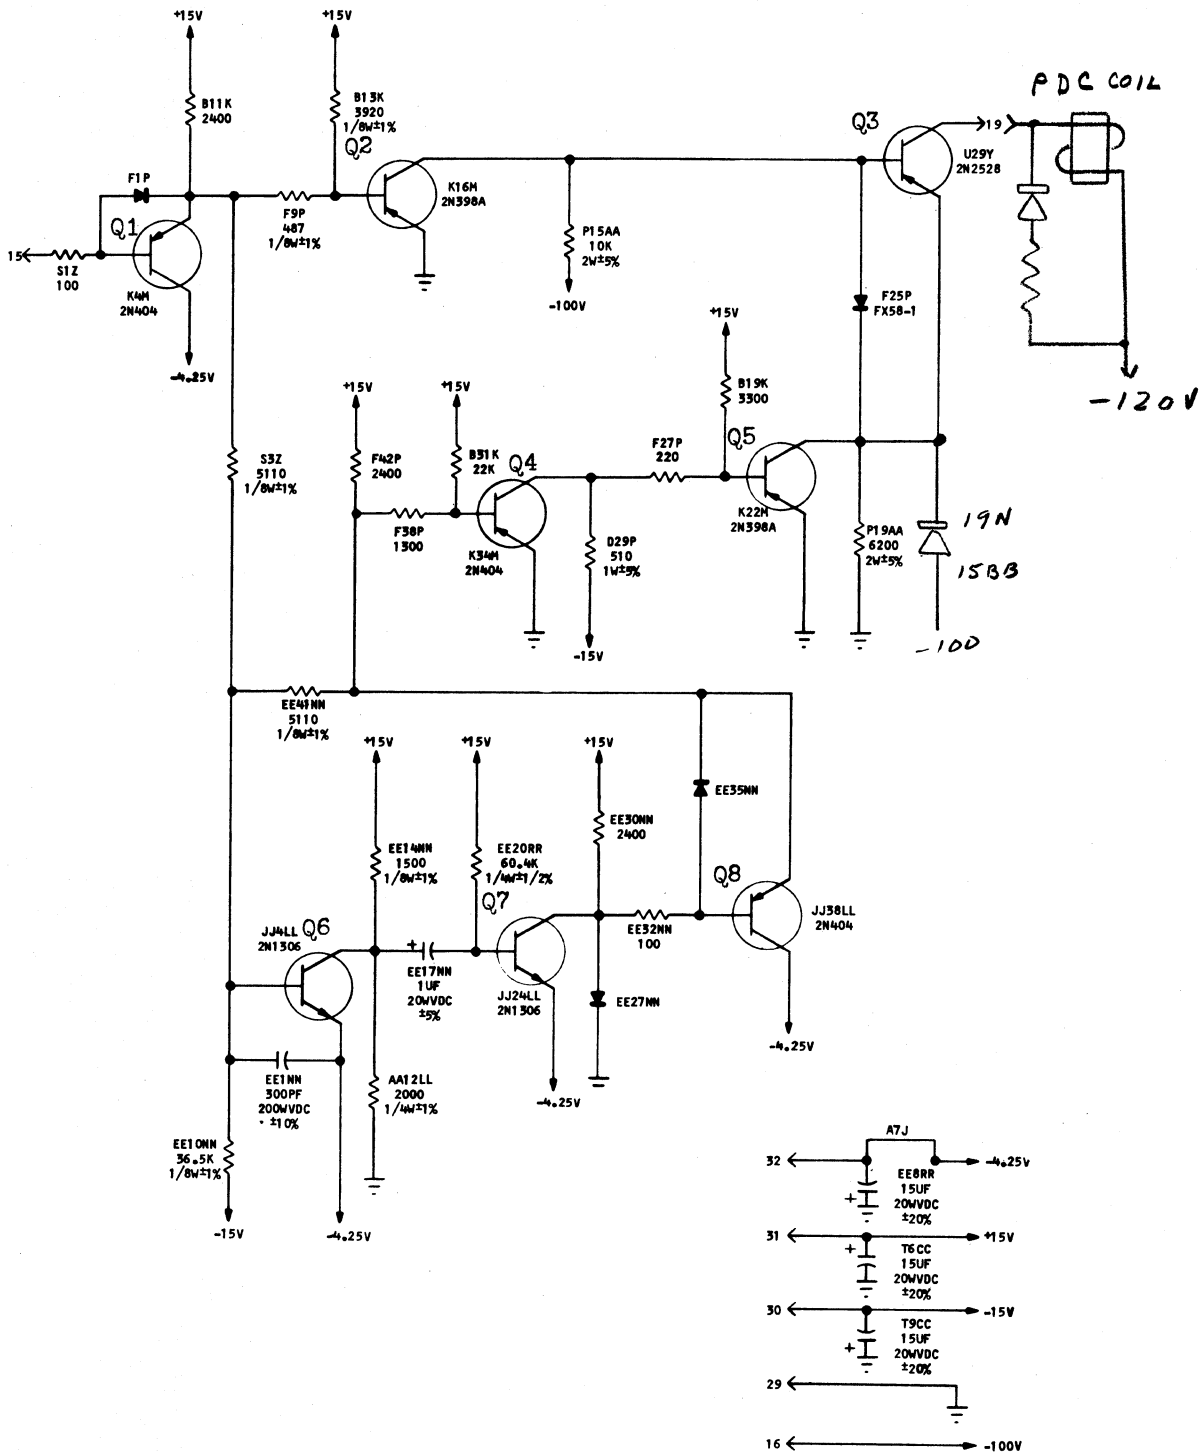 +15V
+15V
PDC COIL
B11K
2400
B13K
3920
1/8W±1%
Q2
Q3
19
U29Y
2N2528
F1P
K16M
2N398A
Q1
F9P
487
1/8W±1%
P15AA
10K
2W±5%
15
S1Z
100
K4M
2N404
-100V
F25P
FX58-1
+15V
-4.25V
-120V
+15V
+15V
B19K
3300
S3Z
5110
1/8W±1%
F42P
2400
B31K
22K
Q4
F27P
220
Q5
F38P
1300
K34M
2N404
D29P
510
1W±5%
K22M
2N398A
P19AA
6200
2W±5%
19N
15BB
-15V
-100
EE41NN
5110
1/8W±1%
+15V
+15V
+15V
EE35NN
EE14NN
1500
1/8W±1%
EE20RR
60.4K
1/4W±1/2%
EE30NN
2400
Q8
Q7
JJ4LL
2N1306
Q6
EE32NN
100
JJ38LL
2N404
+
EE17NN
1UF
20WVDC
±5%
JJ24LL
2N1306
EE27NN
-4.25V
EE1NN
300PF
200WVDC
±10%
AA12LL
2000
1/4W±1%
-4.25V
EE10NN
36.5K
1/8W±1%
-15V
-4.25V
A7J
32
-4.25V
EE8RR
15UF
20WVDC
±20%
+
31
+15V
+
T6CC
15UF
20WVDC
±20%
30
-15V
T9CC
15UF
20WVDC
±20%
+
29
16
-100V